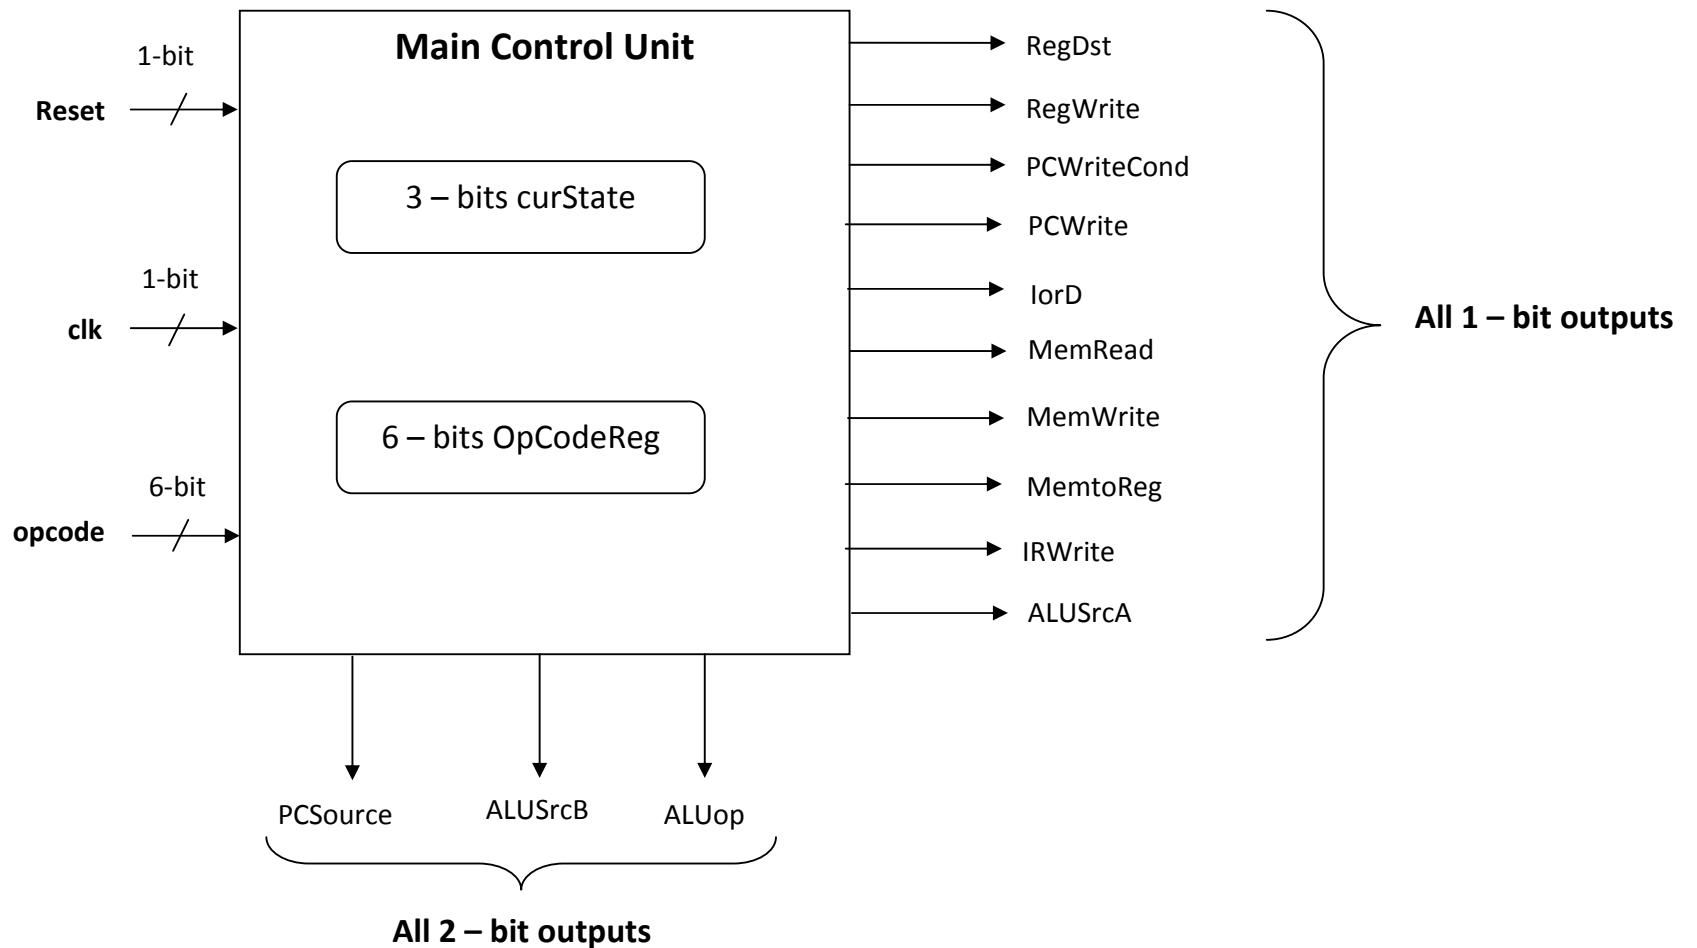 Main Control Unit
1-bit
Reset
3 – bits curState
1-bit
clk
6 – bits OpCodeReg
6-bit
opcode
RegDst
RegWrite
PCWriteCond
PCWrite
IorD
MemRead
MemWrite
MemtoReg
IRWrite
ALUSrcA
All 1 – bit outputs
PCSource
ALUSrcB
ALUop
All 2 – bit outputs